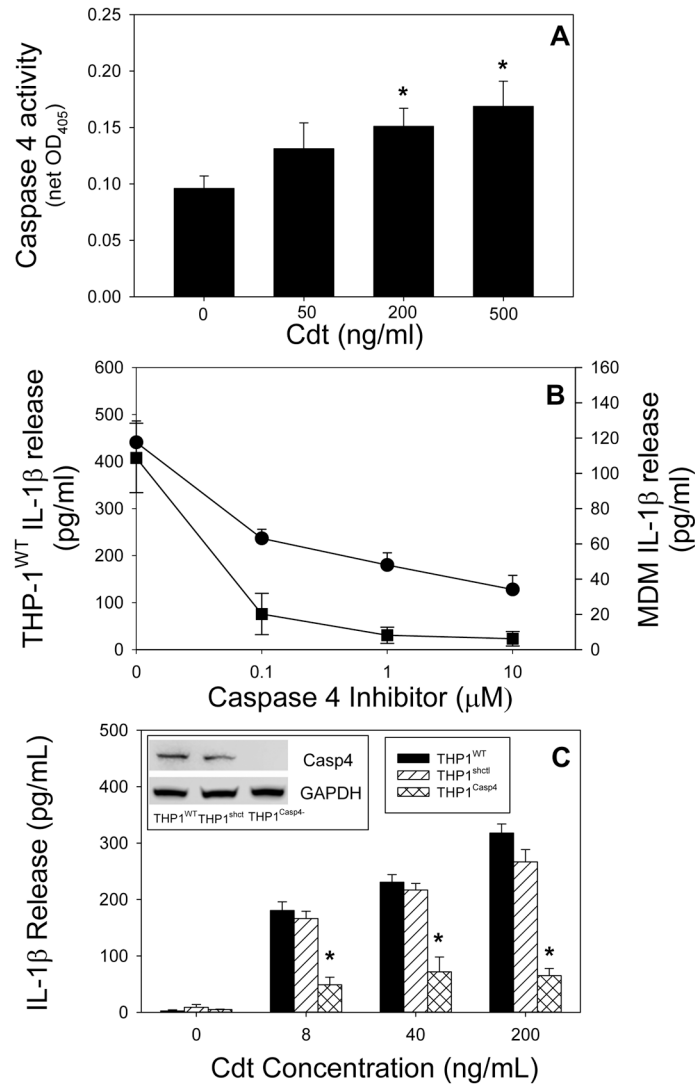 A
Caspase 4 activity
(net OD405)
0.25
0.20
0.15
0.10
0.05
0.00
*
*
0
50
200
500
Cdt (ng/ml)
B
THP-1WT IL-1β release
(pg/ml)
600
500
400
300
200
100
0
160
140
120
100
80
60
40
20
0
MDM IL-1β release
(pg/ml)
0
0.1
1
10
Caspase 4 Inhibitor (μM)
C
IL-1β Release (pg/mL)
500
400
300
200
100
0
Casp4
GAPDH
THP1WT THP1shct THP1Casp4-
THP1WT
THP1shctl
THP1Casp4
*
*
*
0
8
40
200
Cdt Concentration (ng/mL)